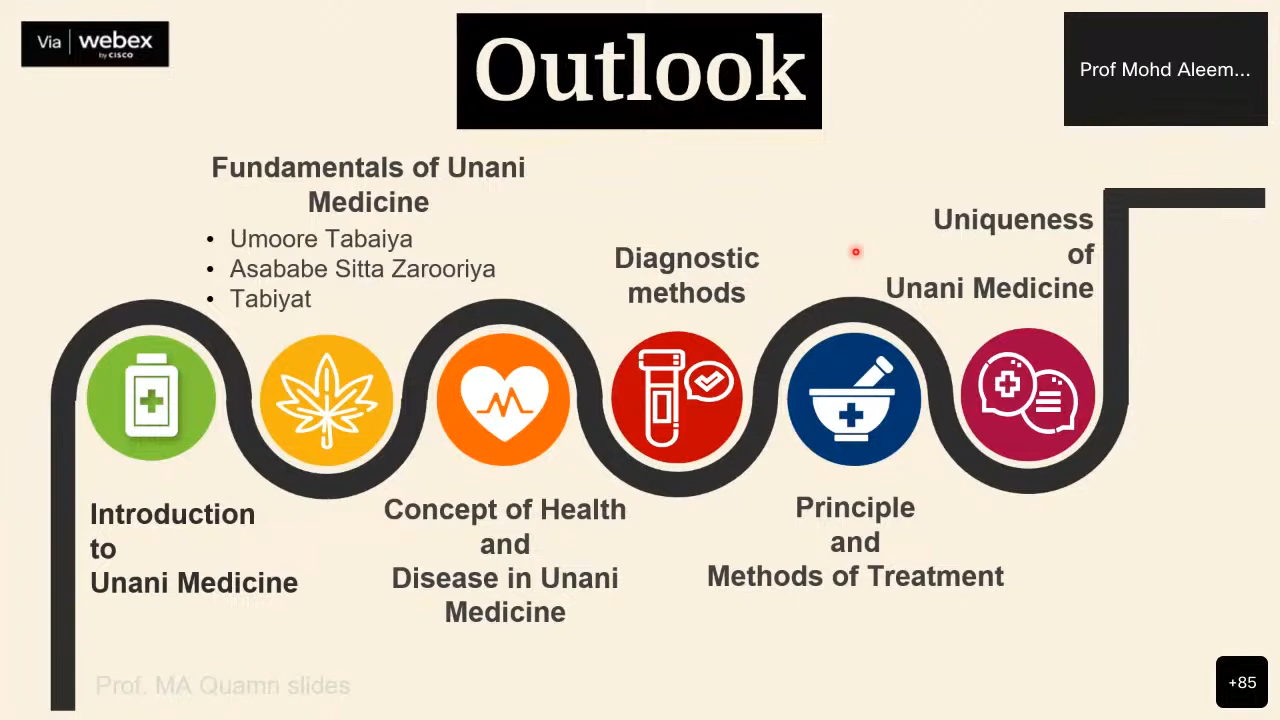 Via | webex
by CISCO
Outlook
Prof Mohd Aleem...
Fundamentals of Unani
Medicine
• Umoore Tabaiya
• Asababe Sitta Zarooriya
• Tabiyat
Diagnostic
methods
Uniqueness
of
Unani Medicine
Introduction
to
Unani Medicine
Concept of Health
and
Disease in Unani
Medicine
Principle
and
Methods of Treatment
Prof. MA Quamn slides
+85